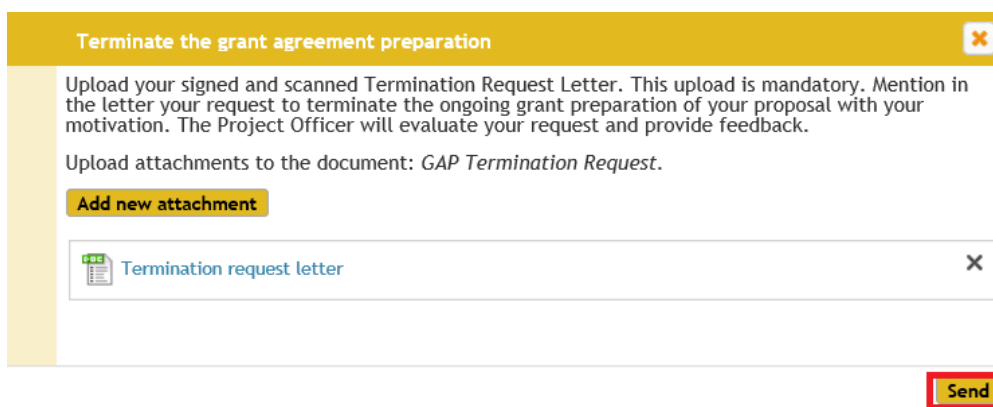 Terminate the grant agreement preparation
Upload your signed and scanned Termination Request Letter. This upload is mandatory. Mention in
the letter your request to terminate the ongoing grant preparation of your proposal with your
motivation. The Project Officer will evaluate your request and provide feedback.
Upload attachments to the document: GAP Termination Request.
Add new attachment
Termination request letter
Send